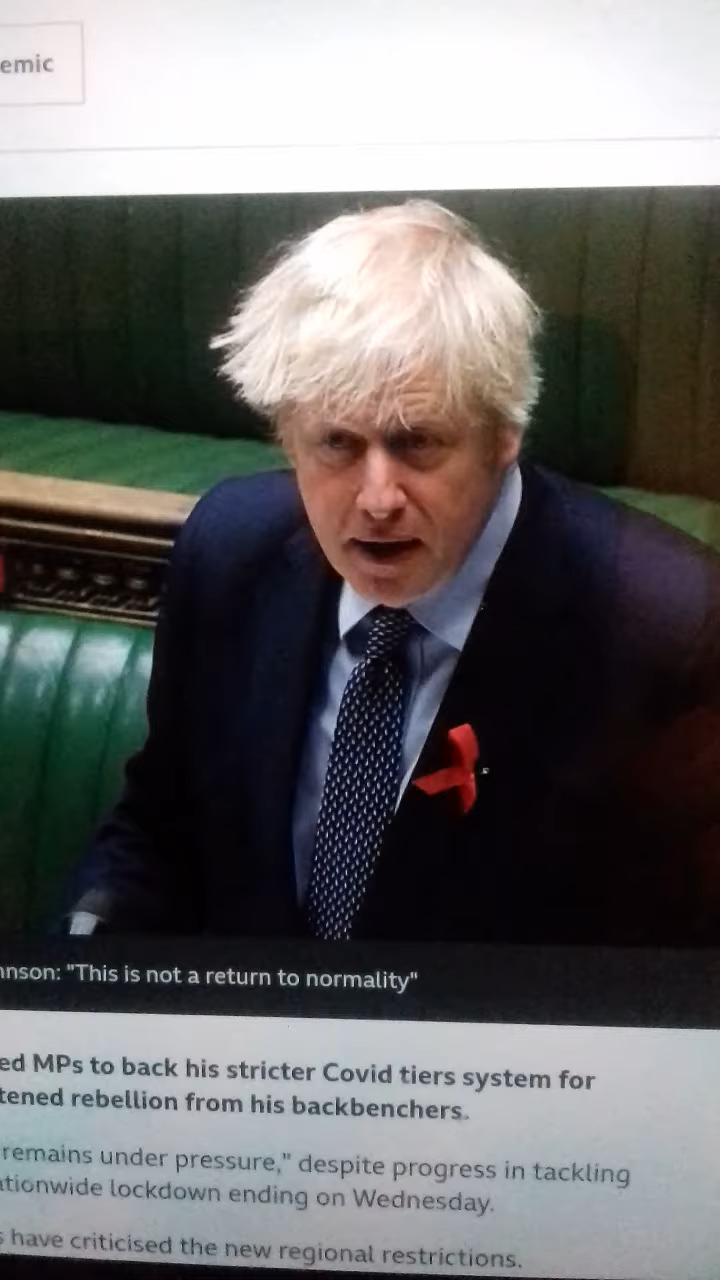 emic
nnson: "This is not a return to normality"
ed MPs to back his stricter Covid tiers system for
tened rebellion from his backbenchers.
remains under pressure," despite progress in tackling
ationwide lockdown ending on Wednesday.
s have criticised the new regional restrictions.